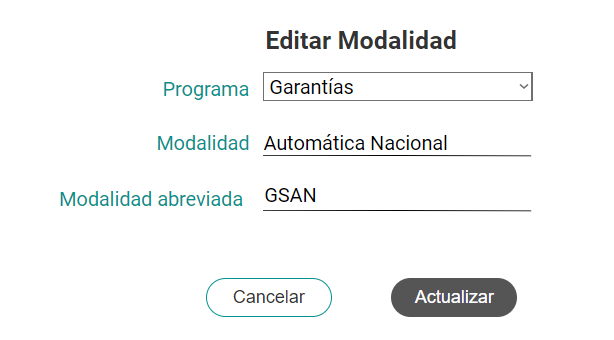 Editar Modalidad
Programa Garantías
Modalidad Automática Nacional
Modalidad abreviada GSAN
Cancelar Actualizar